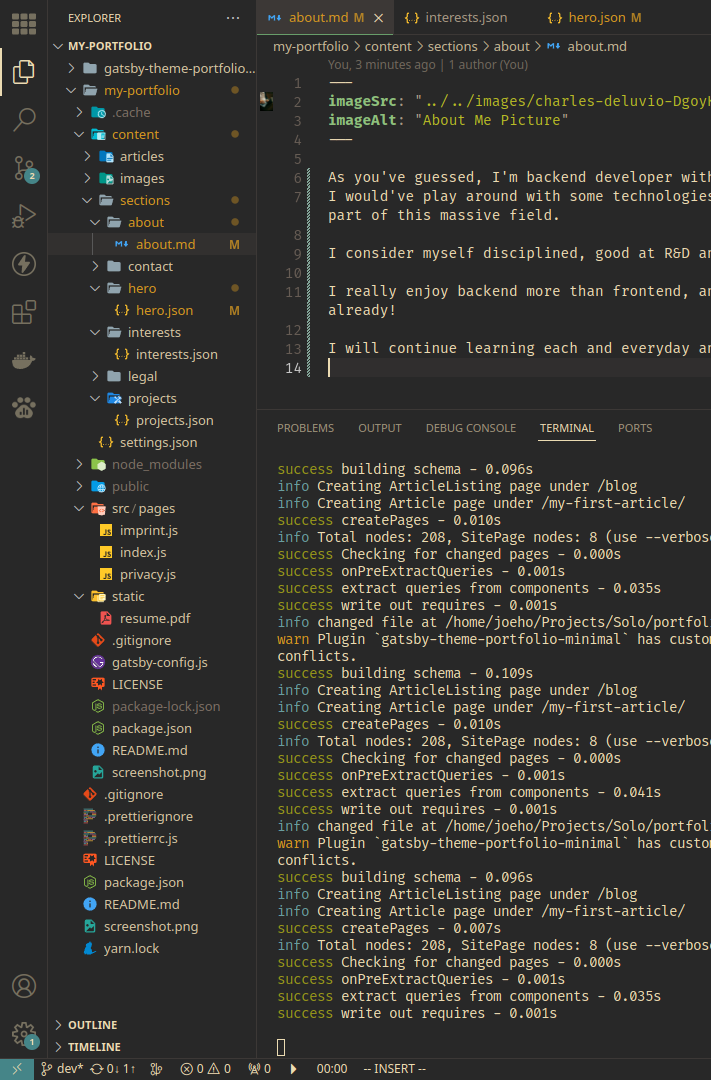 EXPLORER
MY-PORTFOLIO
gatsby-theme-portfolio...
my-portfolio
.cache
content
articles
images
sections
about
about.md M
contact
hero
hero.json M
interests
interests.json
legal
projects
projects.json
settings.json
node_modules
public
src/pages
imprint.js
index.js
privacy.js
static
resume.pdf
.gitignore
gatsby-config.js
LICENSE
package-lock.json
package.json
README.md
screenshot.png
.gitignore
.prettierignore
.prettierrc.js
LICENSE
package.json
README.md
screenshot.png
yarn.lock
OUTLINE
TIMELINE
2
1
about.md M
interests.json
hero.json M
my-portfolio > content > sections > about > about.md
You, 3 minutes ago | 1 author (You)
1 ---
2 imageSrc: "../../images/charles-deluvio-Dgoy
3 imageAlt: "About Me Picture"
4 ---
5
6 As you've guessed, I'm backend developer wit
7 I would've play around with some technologies
part of this massive field.
8
9 I consider myself disciplined, good at R&D a
10
11 I really enjoy backend more than frontend, a
already!
12
13 I will continue learning each and everyday a
14
PROBLEMS OUTPUT DEBUG CONSOLE TERMINAL PORTS
success building schema - 0.096s
info Creating ArticleListing page under /blog
info Creating Article page under /my-first-article/
success createPages - 0.010s
info Total nodes: 208, SitePage nodes: 8 (use --verbos
success Checking for changed pages - 0.000s
success onPreExtractQueries - 0.001s
success extract queries from components - 0.035s
success write out requires - 0.001s
info changed file at /home/joeho/Projects/Solo/portfol
warn Plugin `gatsby-theme-portfolio-minimal` has custo
conflicts.
success building schema - 0.109s
info Creating ArticleListing page under /blog
info Creating Article page under /my-first-article/
success createPages - 0.010s
info Total nodes: 208, SitePage nodes: 8 (use --verbos
success Checking for changed pages - 0.000s
success onPreExtractQueries - 0.001s
success extract queries from components - 0.041s
success write out requires - 0.001s
info changed file at /home/joeho/Projects/Solo/portfol
warn Plugin `gatsby-theme-portfolio-minimal` has custo
conflicts.
success building schema - 0.096s
info Creating ArticleListing page under /blog
info Creating Article page under /my-first-article/
success createPages - 0.007s
info Total nodes: 208, SitePage nodes: 8 (use --verbos
success Checking for changed pages - 0.000s
success onPreExtractQueries - 0.001s
success extract queries from components - 0.035s
success write out requires - 0.001s
dev* 0↓ 1↑ 0 0 0 00:00 -- INSERT --